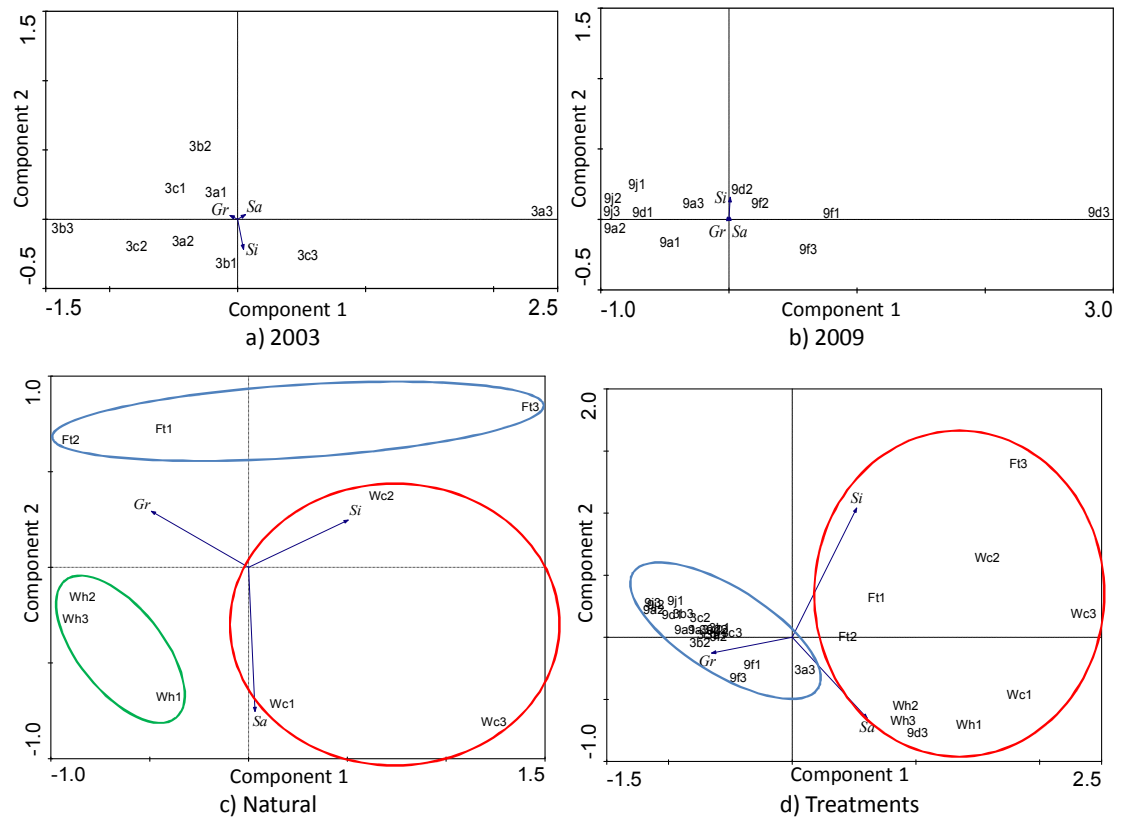 1.5
Component 2
-0.5
3b2
3c1
3a1
Gr
Sa
3a3
3b3
3c2
3a2
Si
3b1
3c3
-1.5
Component 1
2.5
a) 2003
1.5
Component 2
-0.5
9j1
9j2
9d2
Si
9a3
9f2
9j3
9d1
9f1
9d3
9a2
Gr
Sa
9a1
9f3
-1.0
Component 1
3.0
b) 2009
1.0
Component 2
-1.0
Ft3
Ft1
Ft2
Wc2
Gr
Si
Wh2
Wh3
Wh1
Wc1
Sa
Wc3
-1.0
Component 1
1.5
c) Natural
2.0
Component 2
-1.0
Ft3
Si
Wc2
Ft1
9j3
9j1
9a2
9d1
3b3
3c2
Wc3
Ft2
3b2
Gr
9f1
3a3
9f3
Wc1
Wh2
Wh3
Wh1
Sa
9d3
-1.5
Component 1
2.5
d) Treatments